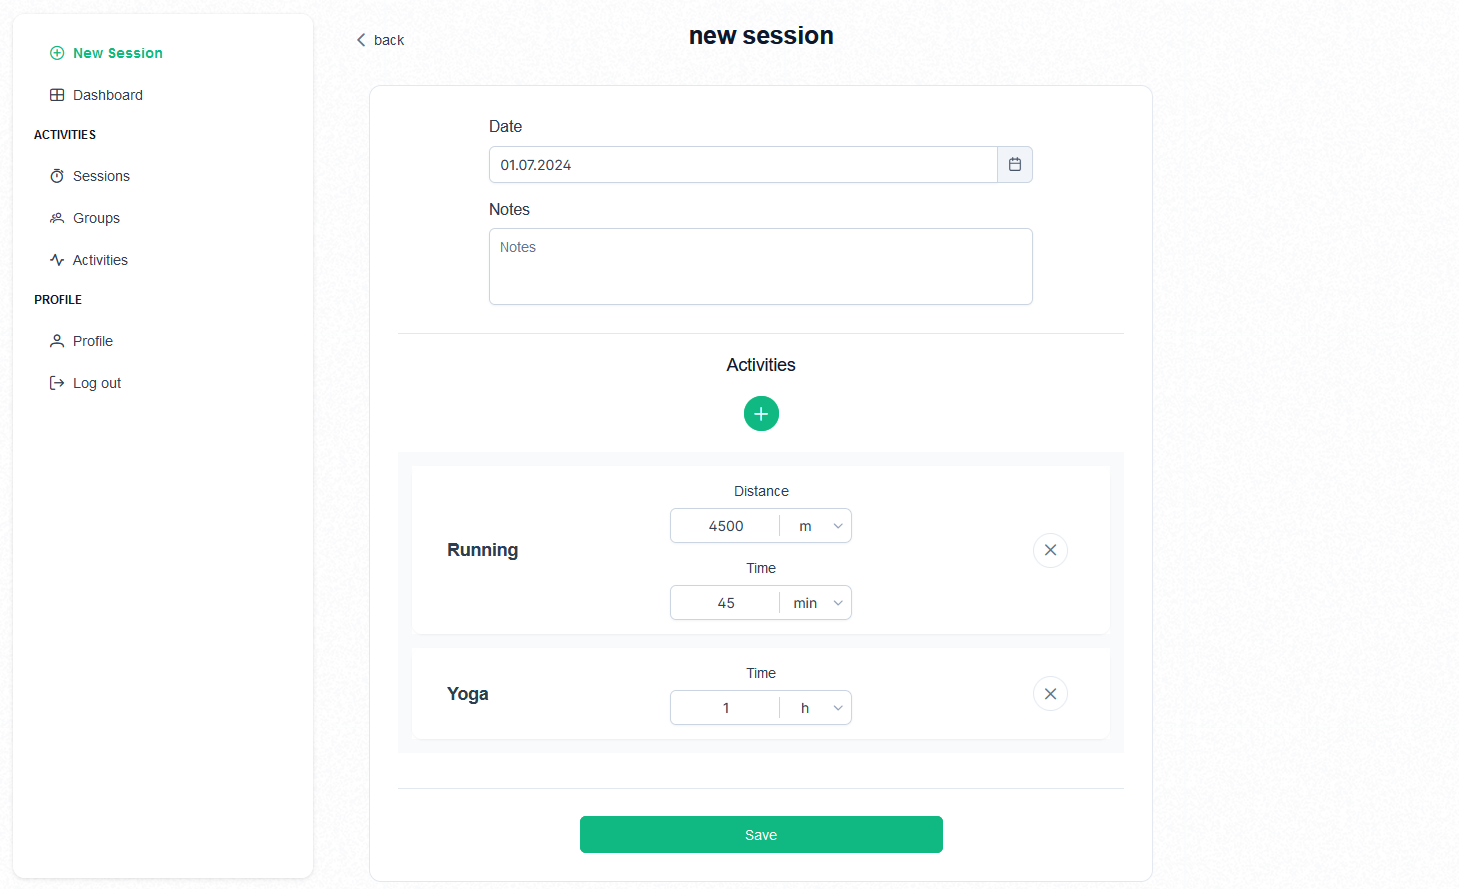 New Session
Dashboard
ACTIVITIES
Sessions
Groups
Activities
PROFILE
Profile
Log out
back
new session
Date
01.07.2024
Notes
Notes
Activities
Running
Distance
4500 m
Time
45 min
Yoga
Time
1 h
Save